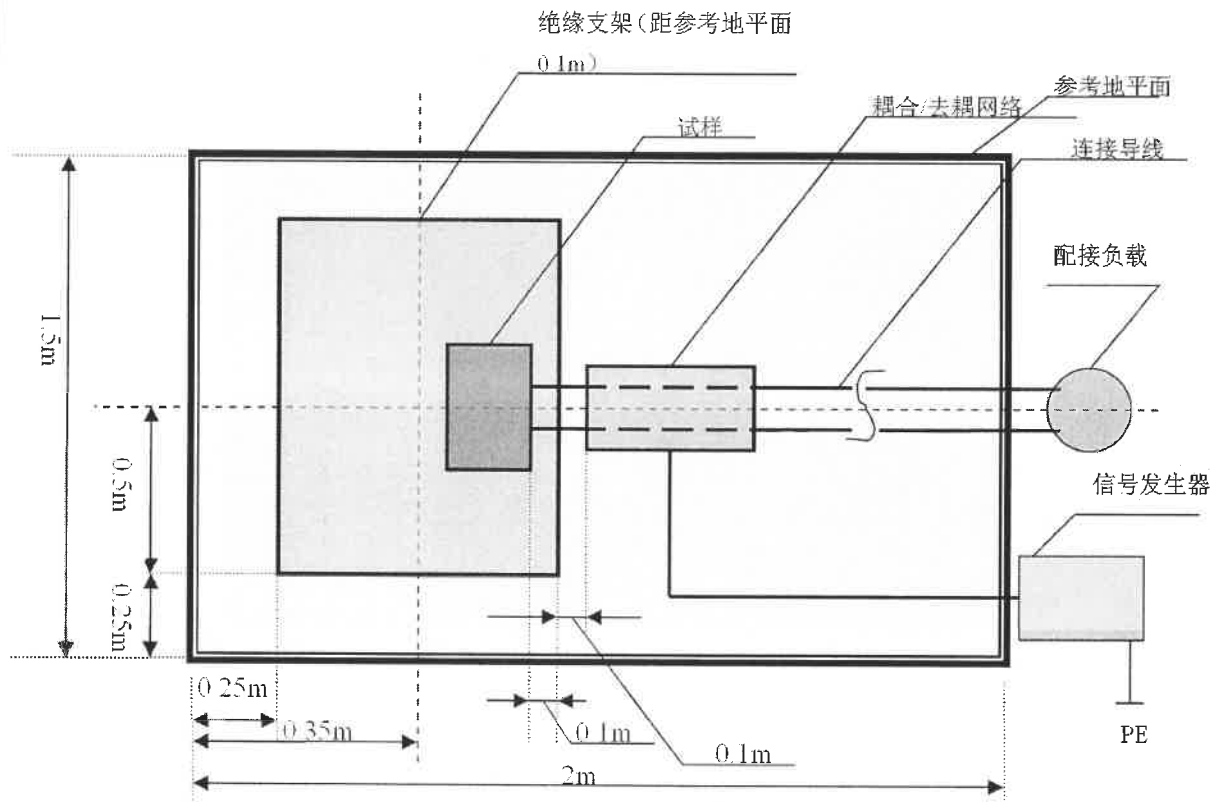 绝缘支架（距参考地平面
0.1m）
参考地平面
耦合/去耦网络
试样
连接导线
配接负载
1.5m
0.5m
信号发生器
0.25m
0.25m
0.35m
0.1m
0.1m
PE
2m